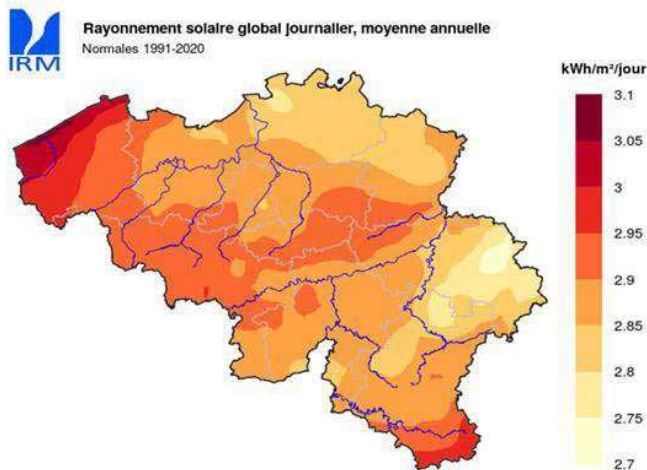 Rayonnement solaire global journalier, moyenne annuelle
Normales 1991-2020
IRM
kWh/m²/jour
3.1
3.05
3
2.95
2.9
2.85
2.8
2.75
2.7